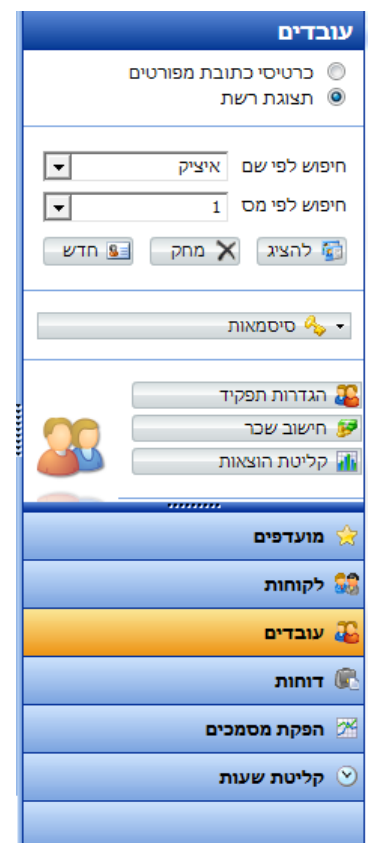 עובדים
כרטיסי כתובת מפורטים
תצוגת רשת
חיפוש לפי שם איציק
חיפוש לפי מס 1
להציג מחק חדש
סיסמאות
הגדרות תפקיד
חישוב שכר
קליטת הוצאות
מועדפים
לקוחות
עובדים
דוחות
הפקת מסמכים
קליטת שעות